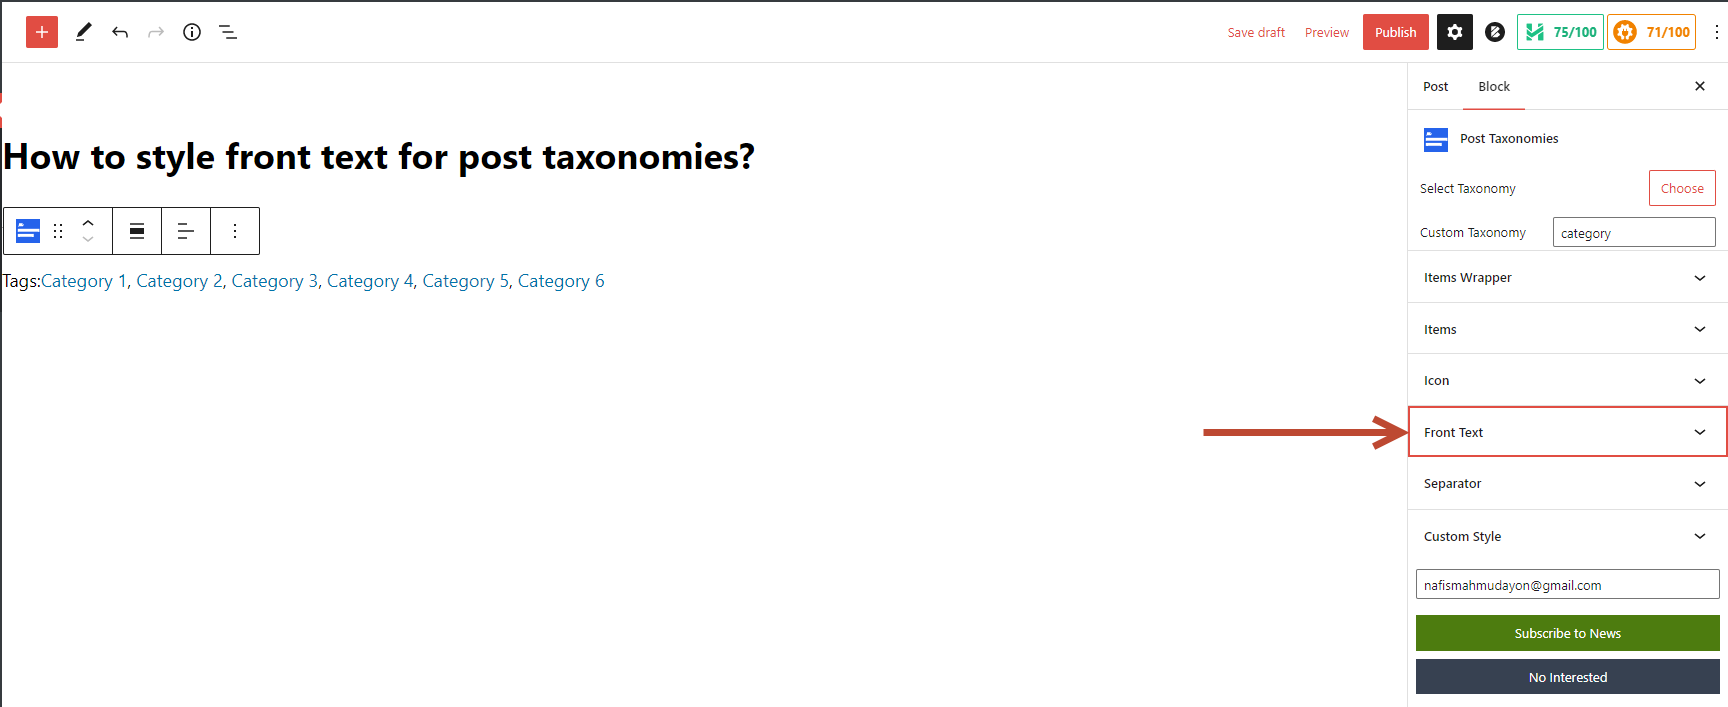 Save draft Preview Publish 75/100 71/100
Post Block
How to style front text for post taxonomies?
Tags:Category 1, Category 2, Category 3, Category 4, Category 5, Category 6
Post Taxonomies
Select Taxonomy Choose
Custom Taxonomy category
Items Wrapper
Items
Icon
Front Text
Separator
Custom Style
nafismahmudayon@gmail.com
Subscribe to News
No Interested